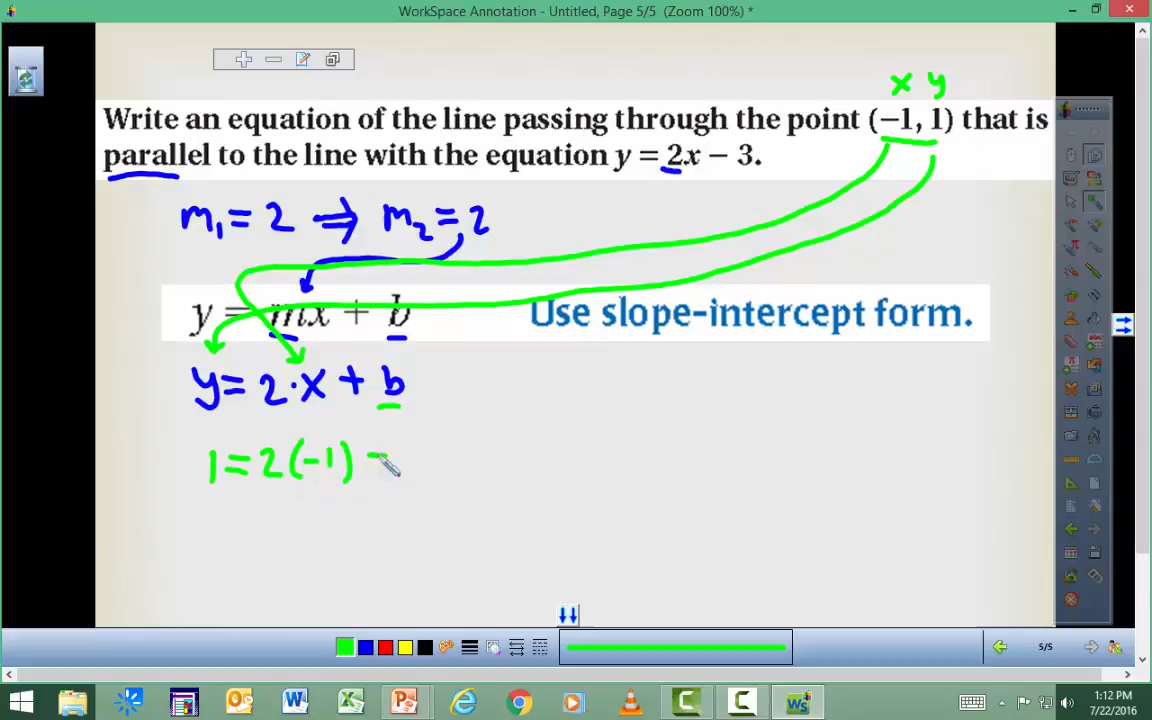 WorkSpace Annotation - Untitled, Page 5/5 (Zoom 100%) *
x y
Write an equation of the line passing through the point (−1, 1) that is
parallel to the line with the equation y = 2x − 3.
m₁ = 2 ⇒ m₂ = 2
y = mx + b Use slope-intercept form.
y = 2·x + b
1 = 2(-1)
5/5
1:12 PM
7/22/2016